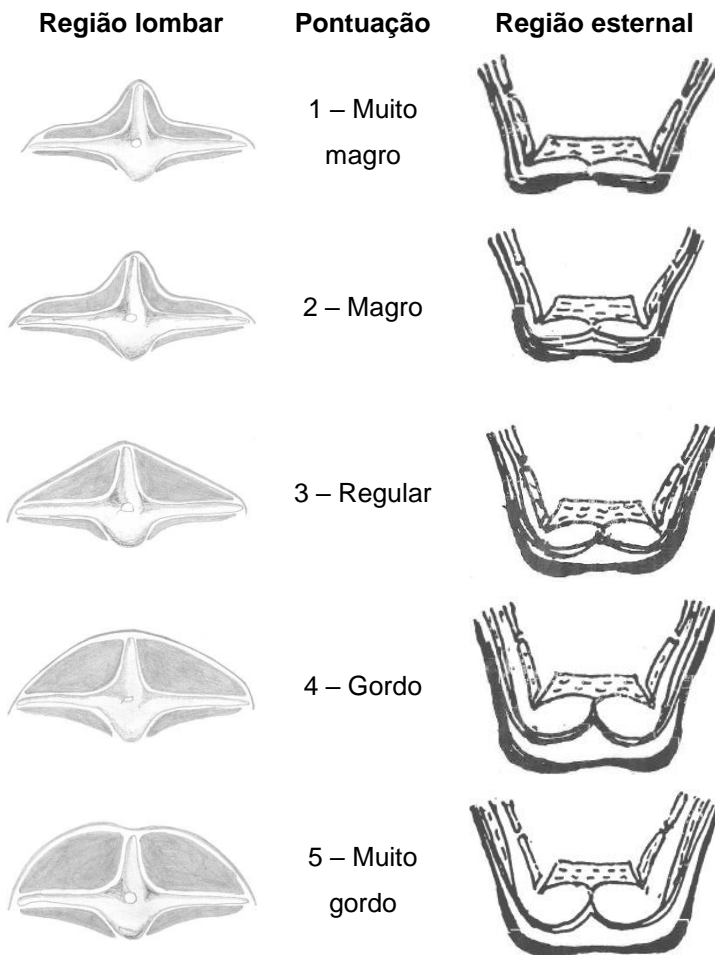 Região lombar Pontuação Região esternal
1 – Muito
magro
2 – Magro
3 – Regular
4 – Gordo
5 – Muito
gordo